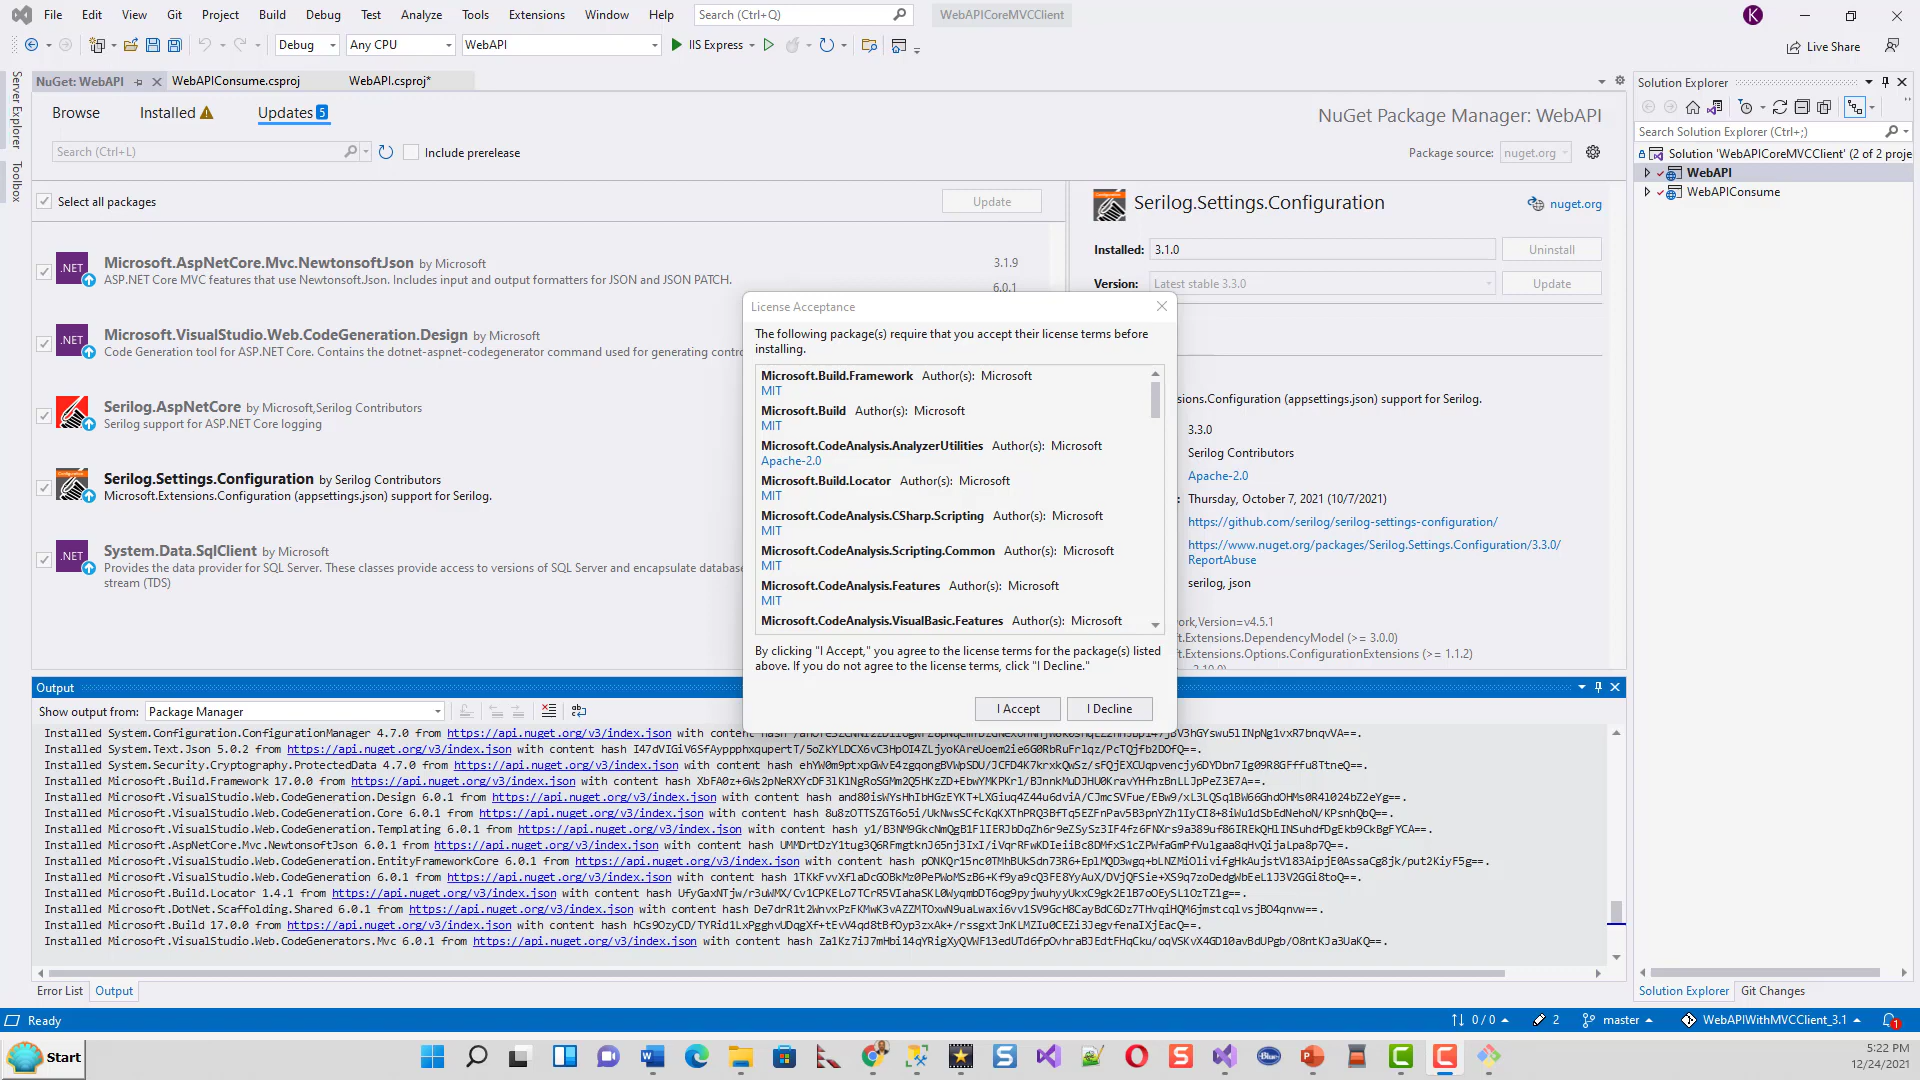 File Edit View Git Project Build Debug Test Analyze Tools Extensions Window Help Search (Ctrl+Q) WebAPICoreMVCClient K
Debug Any CPU WebAPI IIS Express Live Share
Server Explorer
Toolbox
NuGet: WebAPI WebAPIConsume.csproj WebAPI.csproj*
Browse Installed Updates 5
NuGet Package Manager: WebAPI
Search (Ctrl+L) Include prerelease
Package source: nuget.org
Select all packages Update
.NET Microsoft.AspNetCore.Mvc.NewtonsoftJson by Microsoft 3.1.9
ASP.NET Core MVC features that use Newtonsoft.Json. Includes input and output formatters for JSON and JSON PATCH. 6.0.1
.NET Microsoft.VisualStudio.Web.CodeGeneration.Design by Microsoft
Code Generation tool for ASP.NET Core. Contains the dotnet-aspnet-codegenerator command used for generating contr
Serilog.AspNetCore by Microsoft,Serilog Contributors
Serilog support for ASP.NET Core logging
Serilog.Settings.Configuration by Serilog Contributors
Microsoft.Extensions.Configuration (appsettings.json) support for Serilog.
.NET System.Data.SqlClient by Microsoft
Provides the data provider for SQL Server. These classes provide access to versions of SQL Server and encapsulate database
stream (TDS)
Serilog.Settings.Configuration nuget.org
Installed: 3.1.0 Uninstall
Version: Latest stable 3.3.0 Update
ns.Configuration (appsettings.json) support for Serilog.
3.3.0
Serilog Contributors
Apache-2.0
: Thursday, October 7, 2021 (10/7/2021)
https://github.com/serilog/serilog-settings-configuration/
https://www.nuget.org/packages/Serilog.Settings.Configuration/3.3.0/
ReportAbuse
serilog, json
rk,Version=v4.5.1
t.Extensions.DependencyModel (>= 3.0.0)
t.Extensions.Options.ConfigurationExtensions (>= 1.1.2)
License Acceptance
The following package(s) require that you accept their license terms before
installing.
Microsoft.Build.Framework Author(s): Microsoft
MIT
Microsoft.Build Author(s): Microsoft
MIT
Microsoft.CodeAnalysis.AnalyzerUtilities Author(s): Microsoft
Apache-2.0
Microsoft.Build.Locator Author(s): Microsoft
MIT
Microsoft.CodeAnalysis.CSharp.Scripting Author(s): Microsoft
MIT
Microsoft.CodeAnalysis.Scripting.Common Author(s): Microsoft
MIT
Microsoft.CodeAnalysis.Features Author(s): Microsoft
MIT
Microsoft.CodeAnalysis.VisualBasic.Features Author(s): Microsoft
By clicking "I Accept," you agree to the license terms for the package(s) listed
above. If you do not agree to the license terms, click "I Decline."
I Accept I Decline
Solution Explorer
Search Solution Explorer (Ctrl+;)
Solution 'WebAPICoreMVCClient' (2 of 2 proje
WebAPI
WebAPIConsume
Output
Show output from: Package Manager
Installed System.Configuration.ConfigurationManager 4.7.0 from https://api.nuget.org/v3/index.json with content hash
Installed System.Text.Json 5.0.2 from https://api.nuget.org/v3/index.json with content hash
Installed System.Security.Cryptography.ProtectedData 4.7.0 from https://api.nuget.org/v3/index.json with content hash
Installed Microsoft.Build.Framework 17.0.0 from https://api.nuget.org/v3/index.json with content hash
Installed Microsoft.VisualStudio.Web.CodeGeneration.Design 6.0.1 from https://api.nuget.org/v3/index.json with content hash
Installed Microsoft.VisualStudio.Web.CodeGeneration.Core 6.0.1 from https://api.nuget.org/v3/index.json with content hash
Installed Microsoft.VisualStudio.Web.CodeGeneration.Templating 6.0.1 from https://api.nuget.org/v3/index.json with content hash
Installed Microsoft.AspNetCore.Mvc.NewtonsoftJson 6.0.1 from https://api.nuget.org/v3/index.json with content hash
Installed Microsoft.VisualStudio.Web.CodeGeneration.EntityFrameworkCore 6.0.1 from https://api.nuget.org/v3/index.json with content hash
Installed Microsoft.VisualStudio.Web.CodeGeneration 6.0.1 from https://api.nuget.org/v3/index.json with content hash
Installed Microsoft.Build.Locator 1.4.1 from https://api.nuget.org/v3/index.json with content hash
Installed Microsoft.DotNet.Scaffolding.Shared 6.0.1 from https://api.nuget.org/v3/index.json with content hash
Installed Microsoft.Build 17.0.0 from https://api.nuget.org/v3/index.json with content hash
Installed Microsoft.VisualStudio.Web.CodeGenerators.Mvc 6.0.1 from https://api.nuget.org/v3/index.json with content hash
Error List Output Solution Explorer Git Changes
Ready 0 / 0 2 master WebAPIWithMVCClient_3.1 1
Start 5:22 PM
12/24/2021